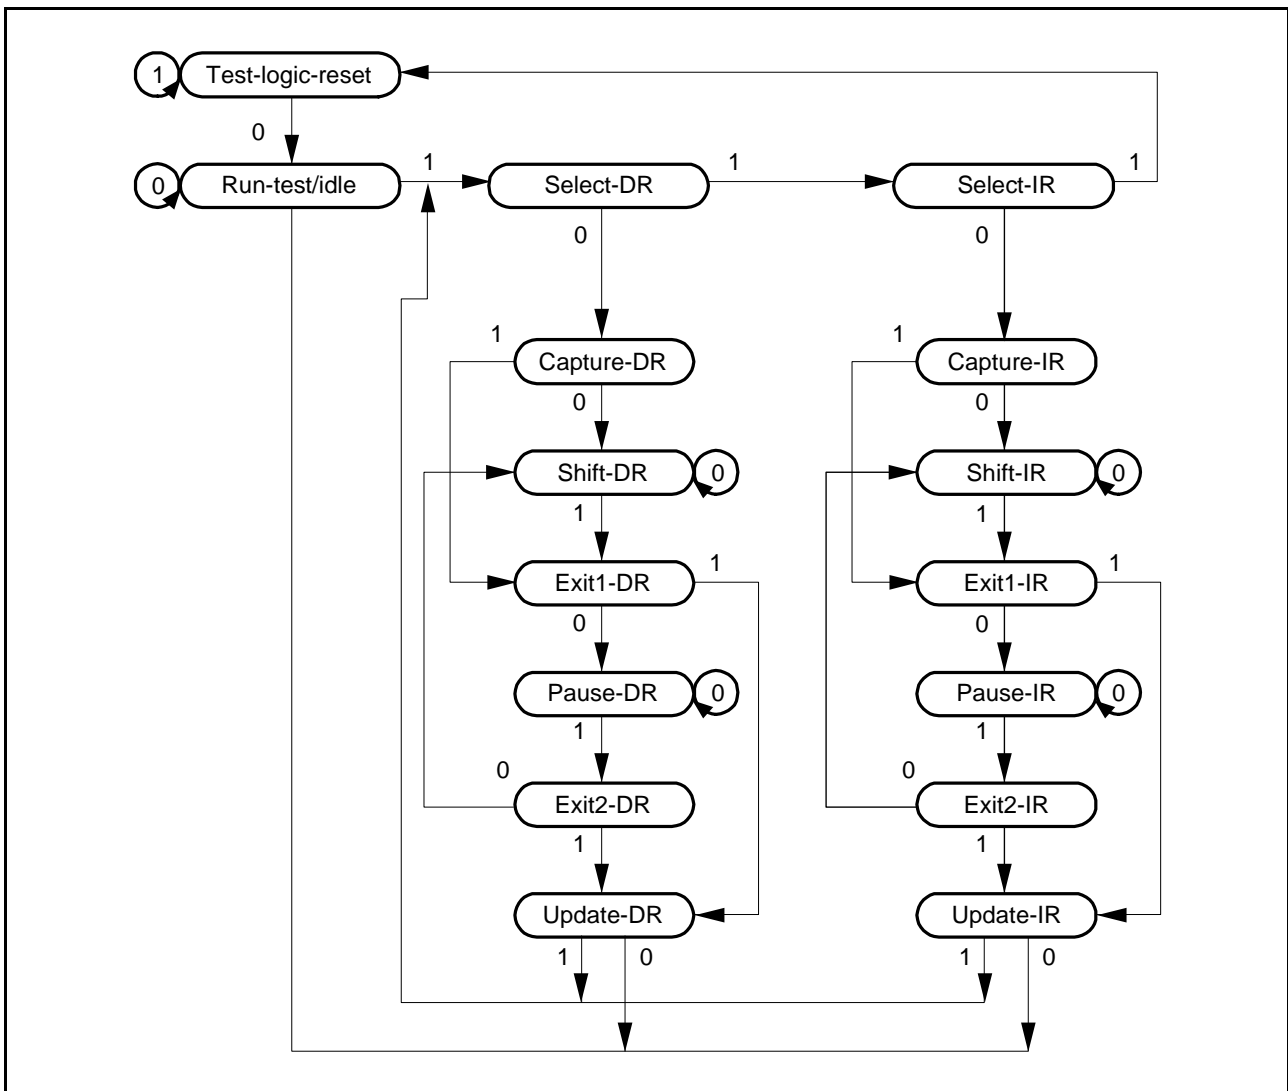 1 Test-logic-reset
0
0 Run-test/idle 1 Select-DR 1 Select-IR 1
0 0
1 1
Capture-DR Capture-IR
0 0
Shift-DR 0 Shift-IR 0
1 1
1 1
Exit1-DR Exit1-IR
0 0
Pause-DR 0 Pause-IR 0
1 1
0 0
Exit2-DR Exit2-IR
1 1
Update-DR Update-IR
1 0 1 0